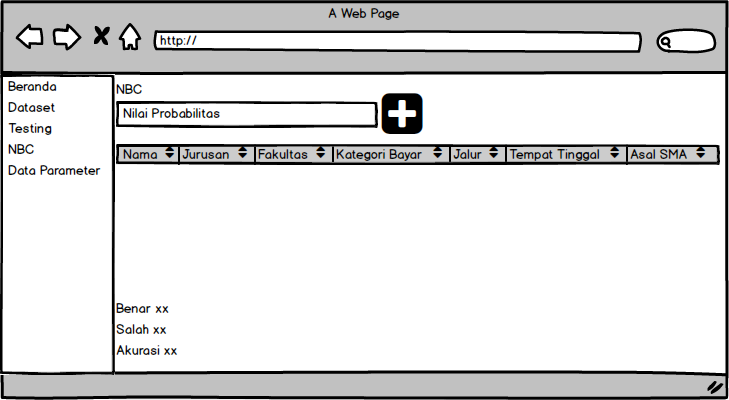 A Web Page
http://
Beranda
Dataset
Testing
NBC
Data Parameter
NBC
Nilai Probabilitas
Nama Jurusan Fakultas Kategori Bayar Jalur Tempat Tinggal Asal SMA
Benar xx
Salah xx
Akurasi xx